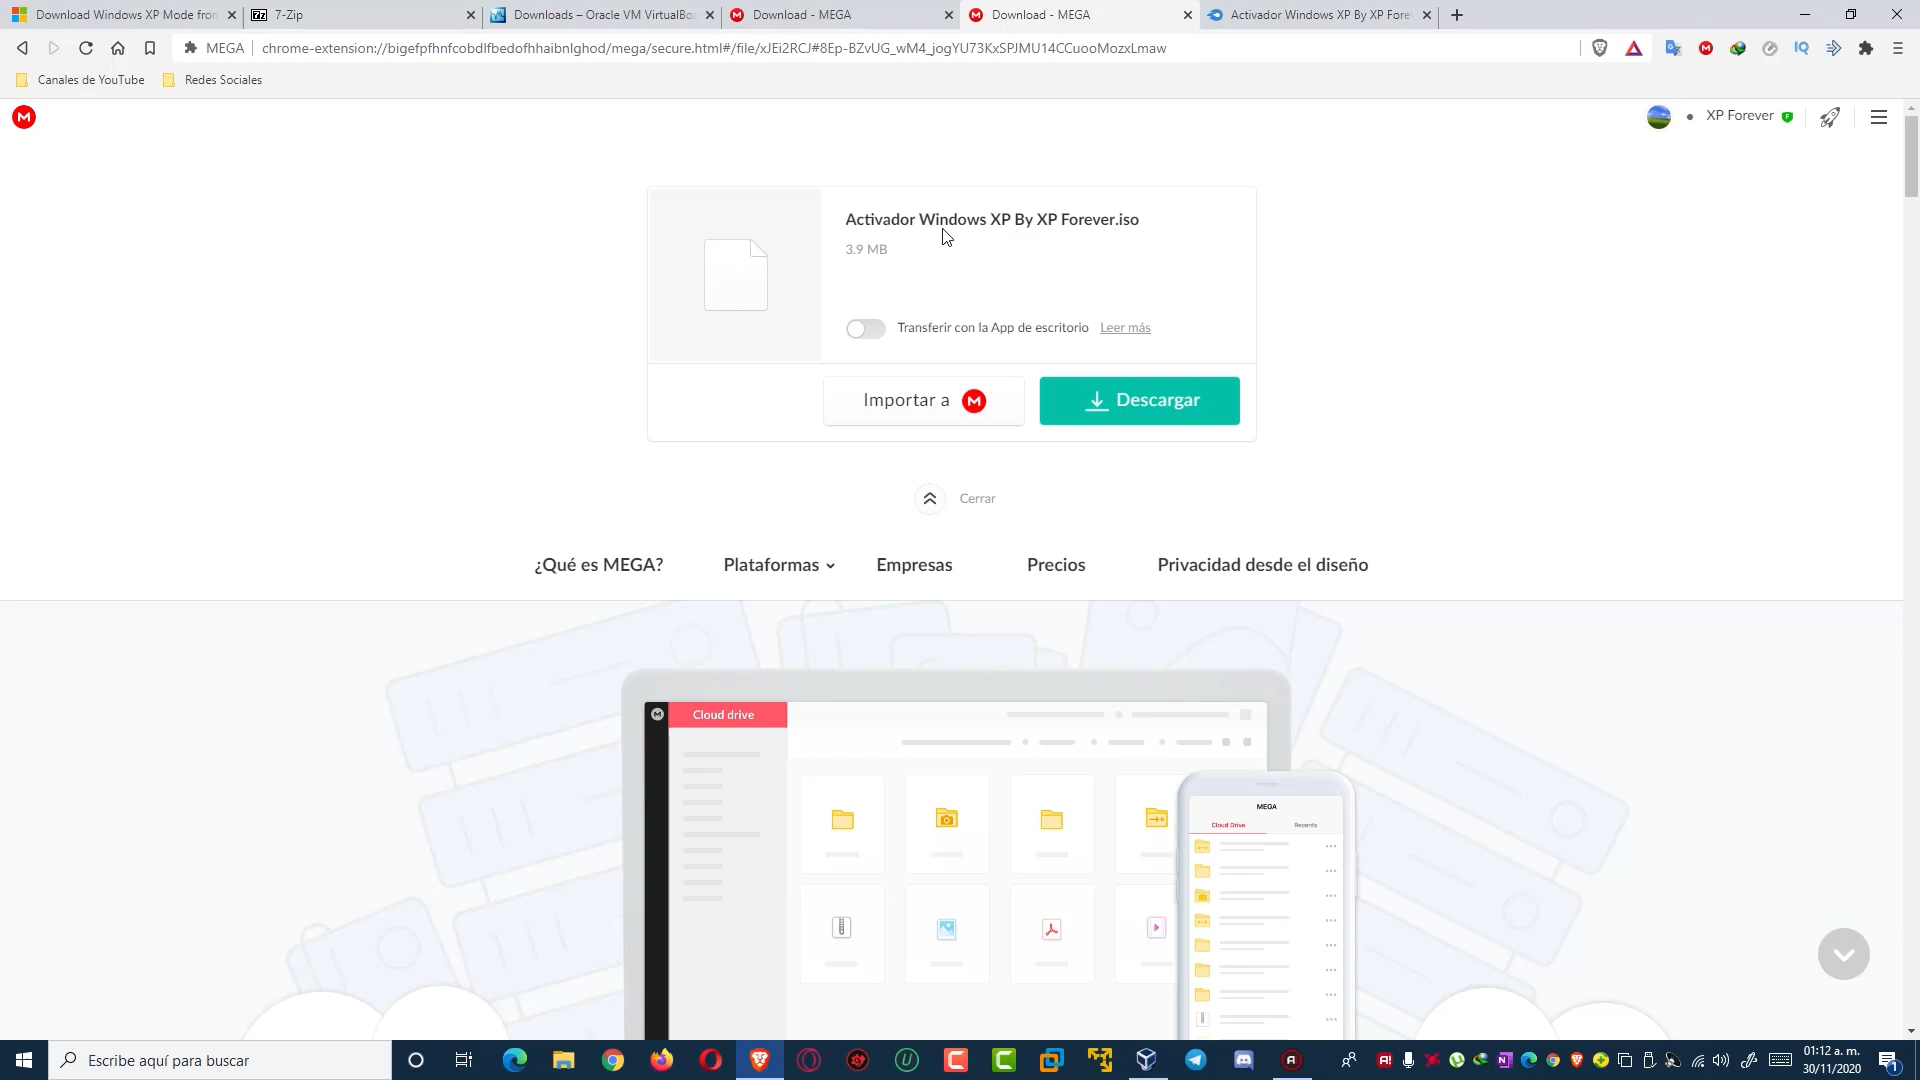 Download Windows XP Mode from
7-Zip
Downloads – Oracle VM VirtualBo
Download - MEGA
Download - MEGA
Activador Windows XP By XP Fore
MEGA
chrome-extension://bigefpfhnfcobdlfbedofhhaibnlghod/mega/secure.html#/file/xJEi2RCJ#8Ep-BZvUG_wM4_jogYU73KxSPJMU14CCuooMozxLmaw
Canales de YouTube
Redes Sociales
XP Forever
Activador Windows XP By XP Forever.iso
3.9 MB
Transferir con la App de escritorio Leer más
Importar a
Descargar
Cerrar
¿Qué es MEGA?
Plataformas
Empresas
Precios
Privacidad desde el diseño
Cloud drive
MEGA
Cloud Drive
Recents
Escribe aquí para buscar
01:12 a. m.
30/11/2020